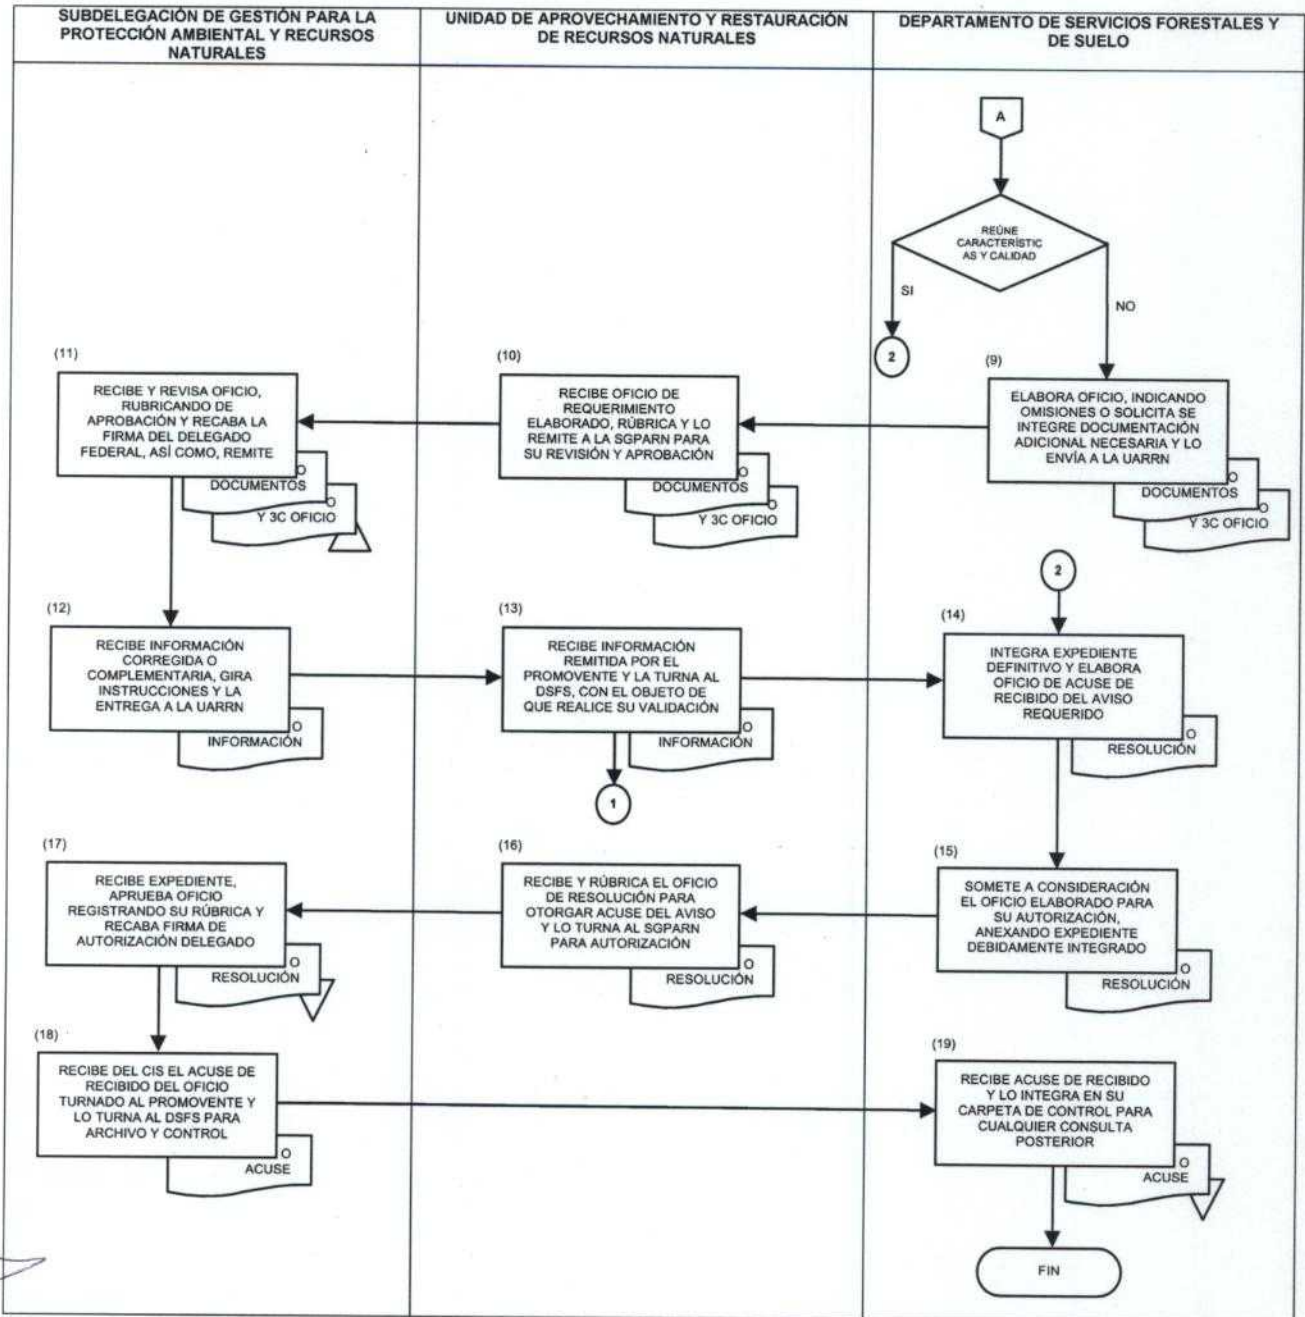 SUBDELEGACIÓN DE GESTIÓN PARA LA
PROTECCIÓN AMBIENTAL Y RECURSOS
NATURALES
UNIDAD DE APROVECHAMIENTO Y RESTAURACIÓN
DE RECURSOS NATURALES
DEPARTAMENTO DE SERVICIOS FORESTALES Y
DE SUELO
A
REÚNE
CARACTERÍSTIC
AS Y CALIDAD
SI
NO
2
(11)
RECIBE Y REVISA OFICIO,
RUBRICANDO DE
APROBACIÓN Y RECABA LA
FIRMA DEL DELEGADO
FEDERAL, ASÍ COMO, REMITE
O
DOCUMENTOS
O
Y 3C OFICIO
(10)
RECIBE OFICIO DE
REQUERIMIENTO
ELABORADO, RÚBRICA Y LO
REMITE A LA SGPARN PARA
SU REVISIÓN Y APROBACIÓN
O
DOCUMENTOS
O
Y 3C OFICIO
(9)
ELABORA OFICIO, INDICANDO
OMISIONES O SOLICITA SE
INTEGRE DOCUMENTACIÓN
ADICIONAL NECESARIA Y LO
ENVÍA A LA UARRN
O
DOCUMENTOS
O
Y 3C OFICIO
2
(12)
RECIBE INFORMACIÓN
CORREGIDA O
COMPLEMENTARIA, GIRA
INSTRUCCIONES Y LA
ENTREGA A LA UARRN
O
INFORMACIÓN
(13)
RECIBE INFORMACIÓN
REMITIDA POR EL
PROMOVENTE Y LA TURNA AL
DSFS, CON EL OBJETO DE
QUE REALICE SU VALIDACIÓN
O
INFORMACIÓN
1
(14)
INTEGRA EXPEDIENTE
DEFINITIVO Y ELABORA
OFICIO DE ACUSE DE
RECIBIDO DEL AVISO
REQUERIDO
O
RESOLUCIÓN
(17)
RECIBE EXPEDIENTE,
APRUEBA OFICIO
REGISTRANDO SU RÚBRICA Y
RECABA FIRMA DE
AUTORIZACIÓN DELEGADO
O
RESOLUCIÓN
(16)
RECIBE Y RÚBRICA EL OFICIO
DE RESOLUCIÓN PARA
OTORGAR ACUSE DEL AVISO
Y LO TURNA AL SGPARN
PARA AUTORIZACIÓN
O
RESOLUCIÓN
(15)
SOMETE A CONSIDERACIÓN
EL OFICIO ELABORADO PARA
SU AUTORIZACIÓN,
ANEXANDO EXPEDIENTE
DEBIDAMENTE INTEGRADO
O
RESOLUCIÓN
(18)
RECIBE DEL CIS EL ACUSE DE
RECIBIDO DEL OFICIO
TURNADO AL PROMOVENTE Y
LO TURNA AL DSFS PARA
ARCHIVO Y CONTROL
O
ACUSE
(19)
RECIBE ACUSE DE RECIBIDO
Y LO INTEGRA EN SU
CARPETA DE CONTROL PARA
CUALQUIER CONSULTA
POSTERIOR
O
ACUSE
FIN